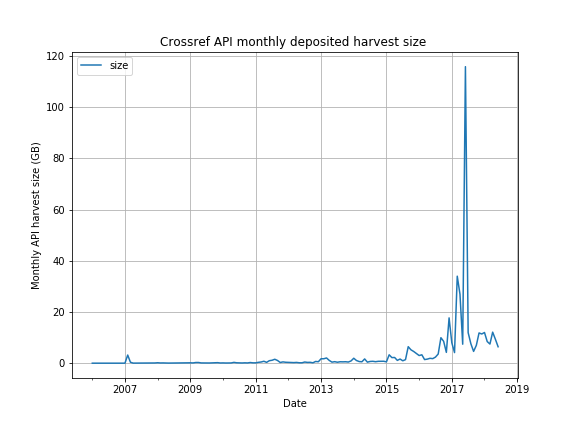 Crossref API monthly deposited harvest size
size
120
100
80
60
40
20
0
Monthly API harvest size (GB)
2007 2009 2011 2013 2015 2017 2019
Date